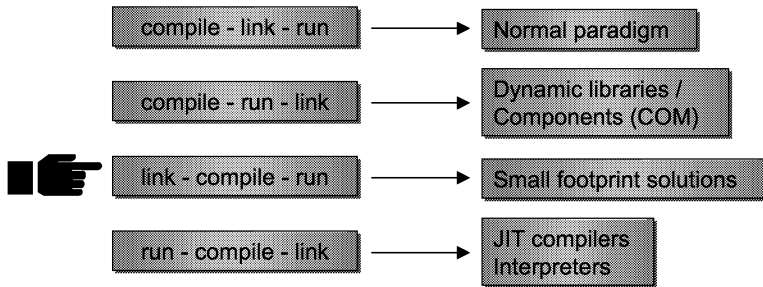 compile - link - run
Normal paradigm
compile - run - link
Dynamic libraries /
Components (COM)
link - compile - run
Small footprint solutions
run - compile - link
JIT compilers
Interpreters